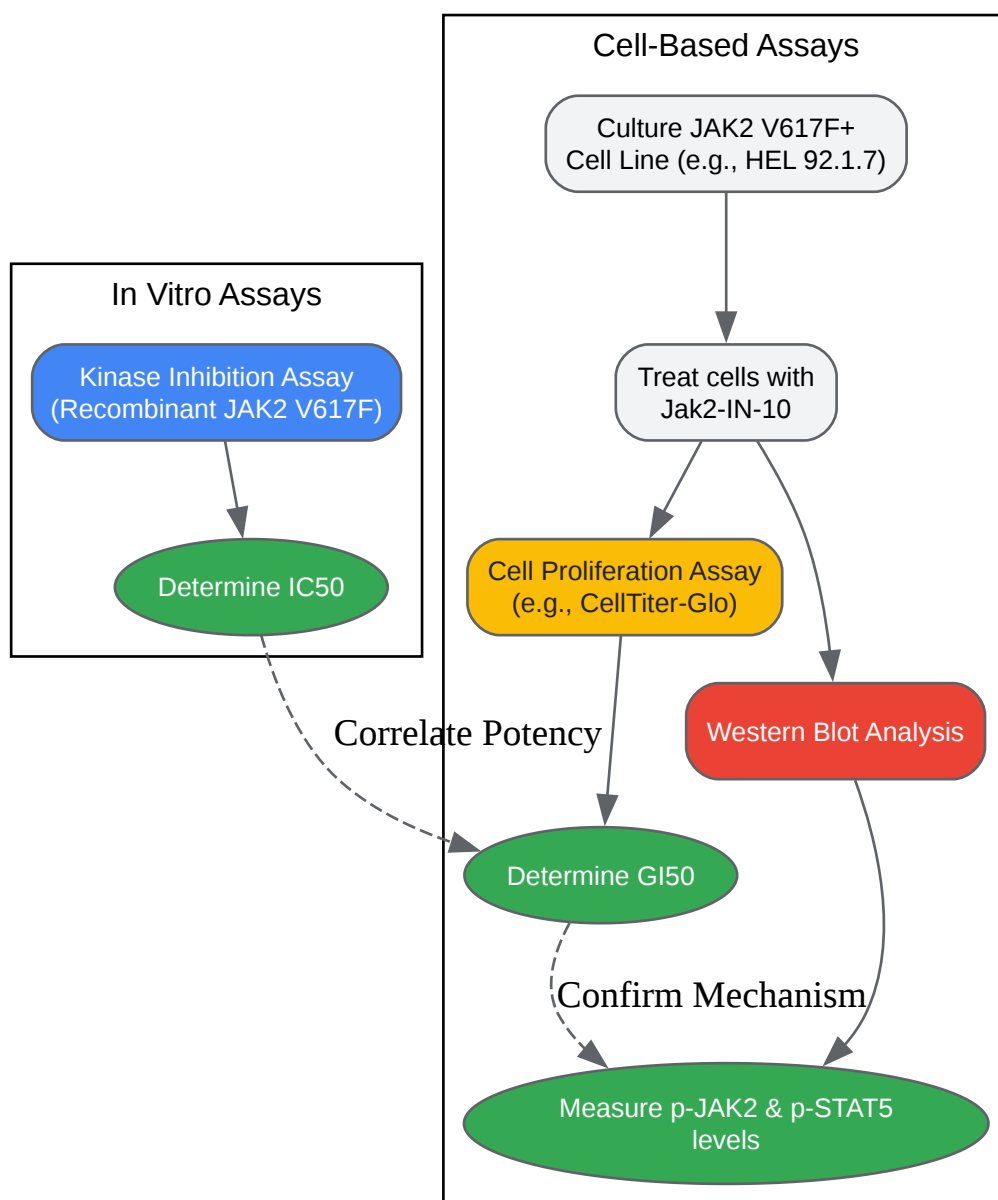 Cell-Based Assays
Culture JAK2 V617F+
Cell Line (e.g., HEL 92.1.7)
In Vitro Assays
Kinase Inhibition Assay
(Recombinant JAK2 V617F)
Treat cells with
Jak2-IN-10
Determine IC50
Cell Proliferation Assay
(e.g., CellTiter-Glo)
Correlate Potency
Western Blot Analysis
Determine GI50
Confirm Mechanism
Measure p-JAK2 & p-STAT5
levels